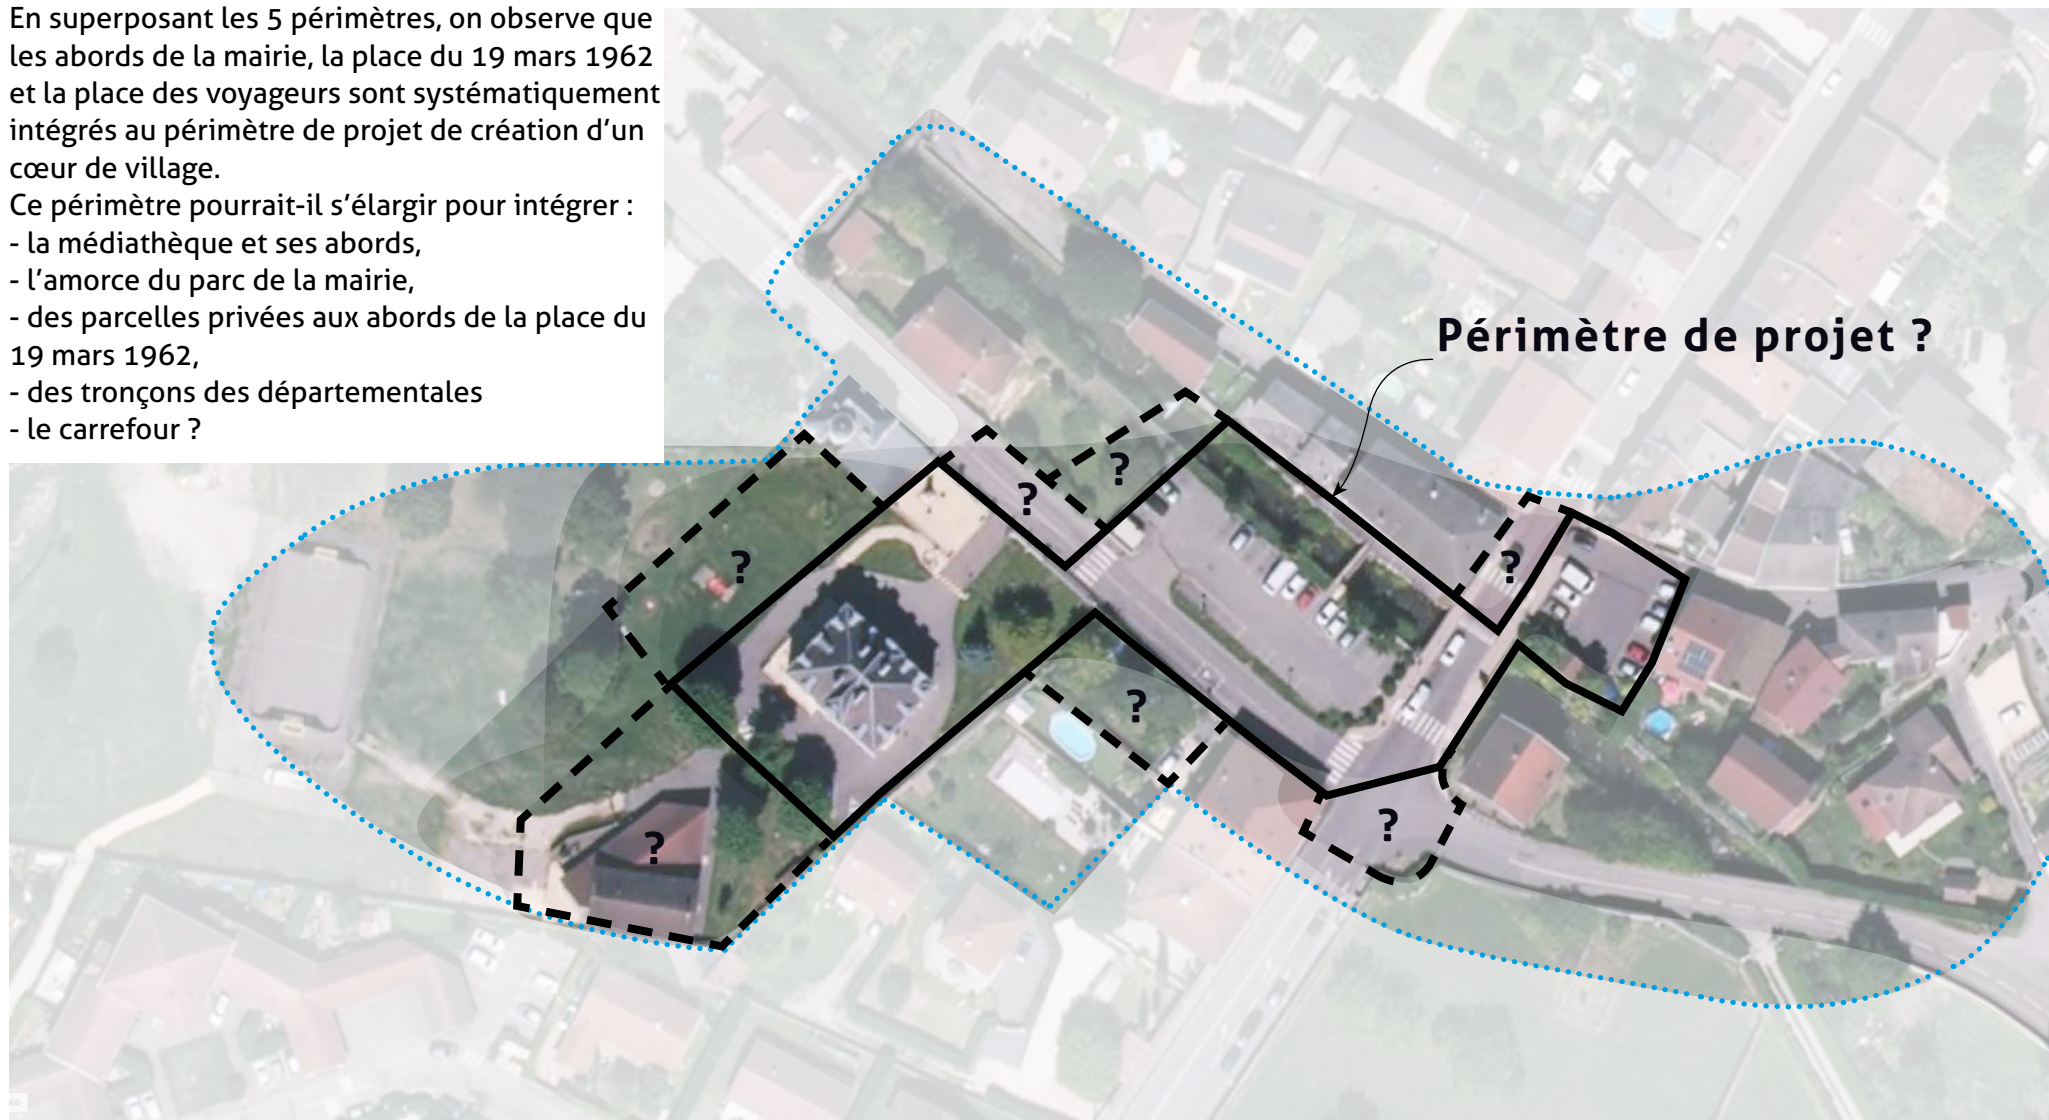 En superposant les 5 périmètres, on observe que
les abords de la mairie, la place du 19 mars 1962
et la place des voyageurs sont systématiquement
intégrés au périmètre de projet de création d’un
cœur de village.
Ce périmètre pourrait-il s’élargir pour intégrer :
- la médiathèque et ses abords,
- l’amorce du parc de la mairie,
- des parcelles privées aux abords de la place du
19 mars 1962,
- des tronçons des départementales
- le carrefour ?
Périmètre de projet ?
?
?
?
?
?
?
?
?